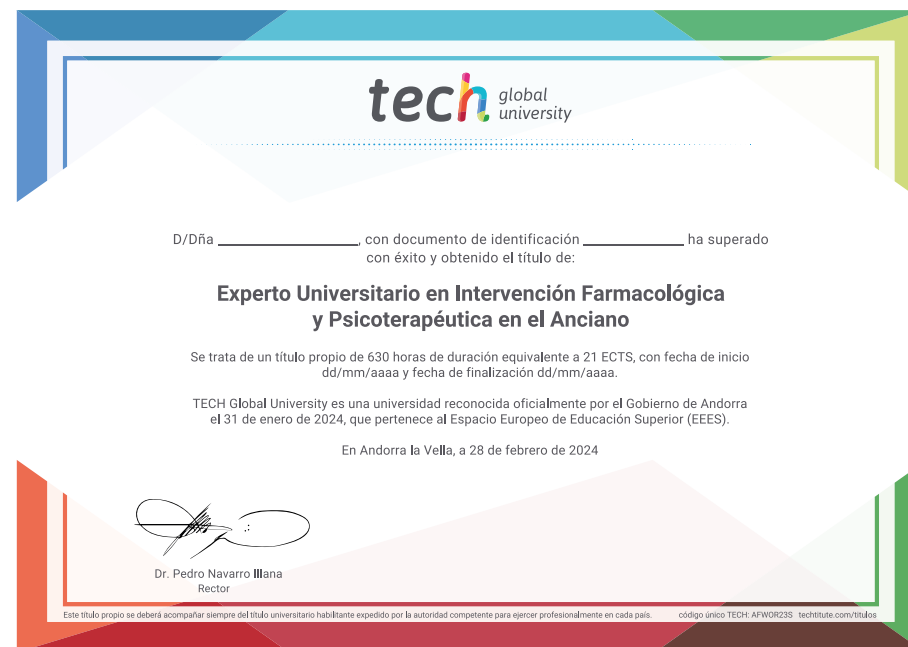 tech global
university
D/Dña ____________, con documento de identificación ____________ ha superado
con éxito y obtenido el título de:
Experto Universitario en Intervención Farmacológica
y Psicoterapéutica en el Anciano
Se trata de un título propio de 630 horas de duración equivalente a 21 ECTS, con fecha de inicio
dd/mm/aaaa y fecha de finalización dd/mm/aaaa.
TECH Global University es una universidad reconocida oficialmente por el Gobierno de Andorra
el 31 de enero de 2024, que pertenece al Espacio Europeo de Educación Superior (EEES).
En Andorra la Vella, a 28 de febrero de 2024
Dr. Pedro Navarro Illana
Rector
Este título propio se deberá acompañar siempre del título universitario habilitante expedido por la autoridad competente para ejercer profesionalmente en cada país. código único TECH: AFWOR23S techtitute.com/titulos